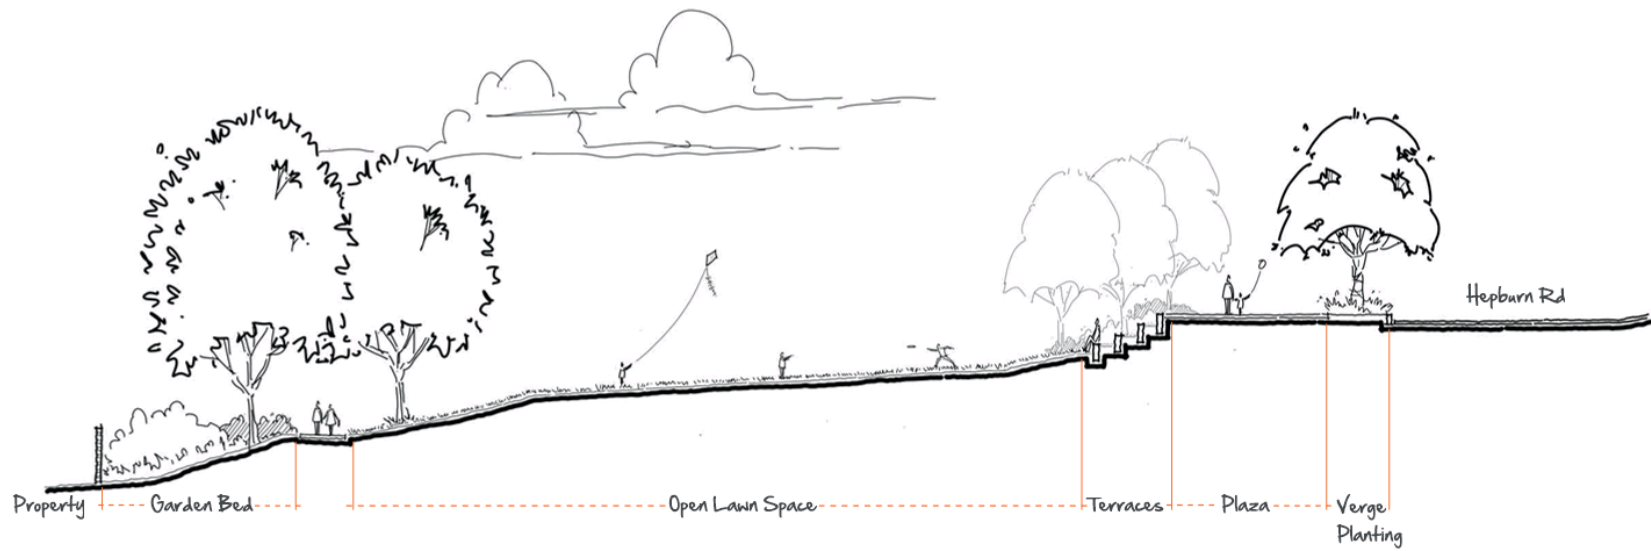 Hepburn Rd
Property
Garden Bed
Open Lawn Space
Terraces
Plaza
Verge
Planting